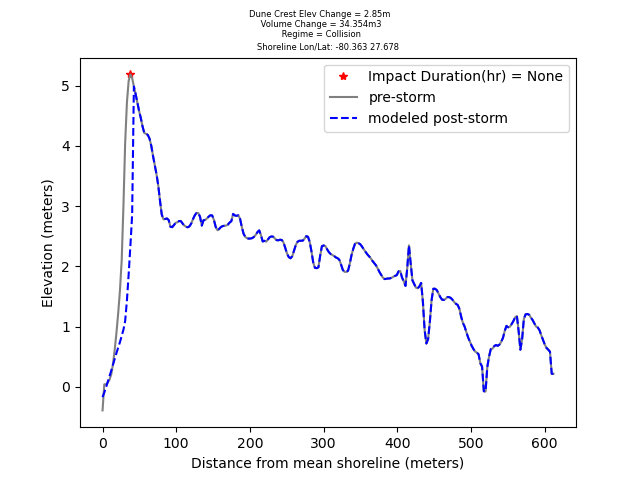 Dune Crest Elev Change = 2.85m
Volume Change = 34.354m3
Regime = Collision
Shoreline Lon/Lat: -80.363 27.678
Impact Duration(hr) = None
pre-storm
modeled post-storm
Elevation (meters)
5
4
3
2
1
0
0 100 200 300 400 500 600
Distance from mean shoreline (meters)